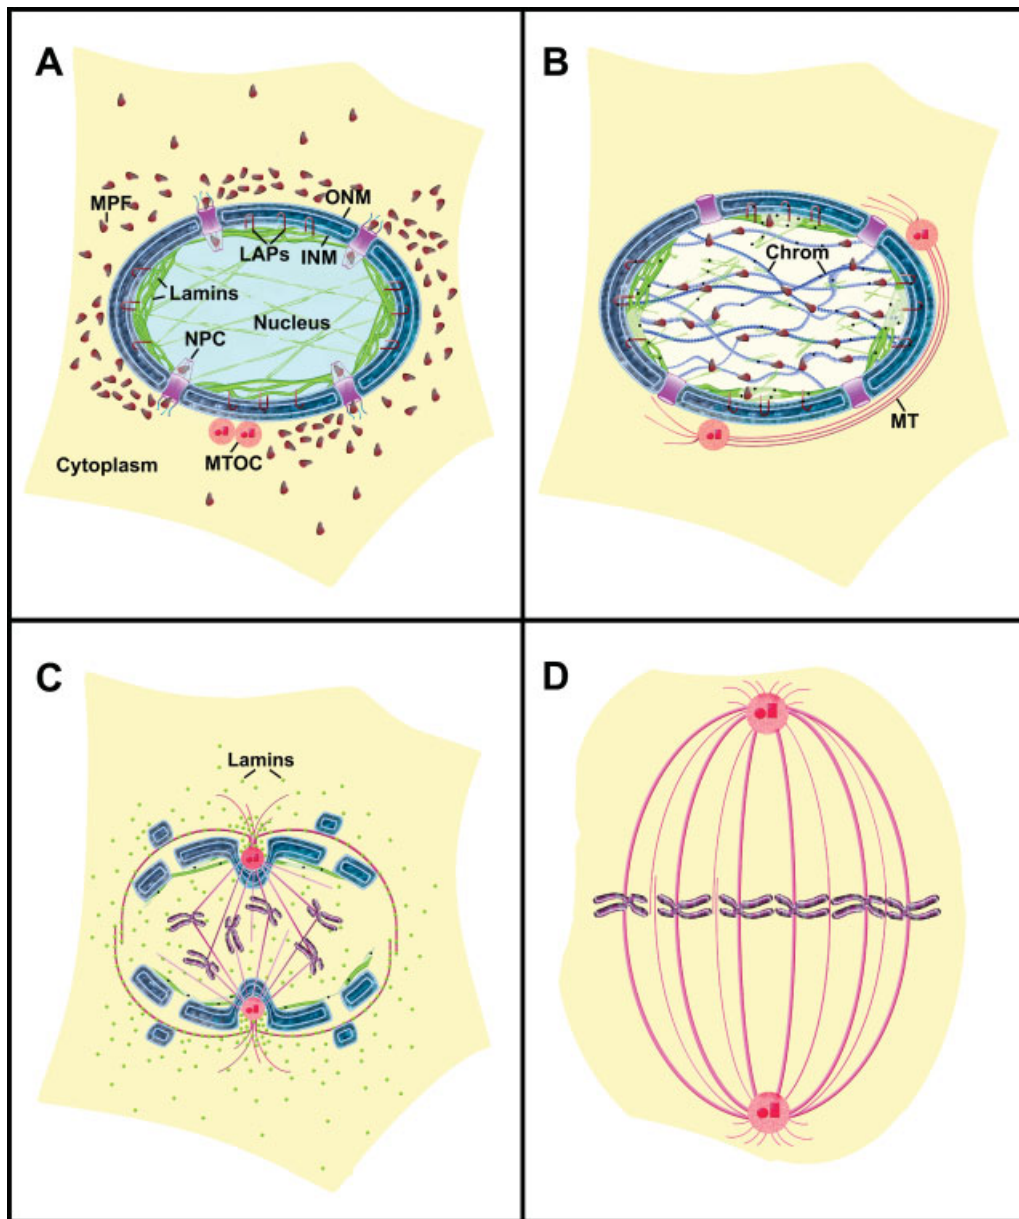 A
MPF
ONM
LAPs INM
Lamins
Nucleus
NPC
MTOC
Cytoplasm
B
Chrom
MT
C
Lamins
D